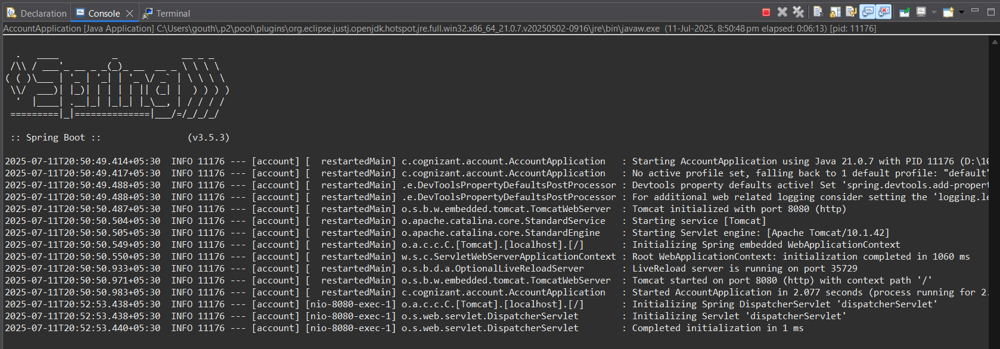 Declaration Console Terminal
AccountApplication [Java Application] C:\Users\gouth\.p2\pool\plugins\org.eclipse.justj.openjdk.hotspot.jre.full.win32.x86_64_21.0.7.v20250502-0916\jre\bin\javaw.exe (11-Jul-2025, 8:50:48 pm elapsed: 0:06:13) [pid: 11176]
  .   ____          _            __ _ _
 /\\ / ___'_ __ _ _(_)_ __  __ _ \ \ \ \
( ( )\___ | '_ | '_| | '_ \/ _` | \ \ \ \
 \\/  ___)| |_)| | | | | || (_| |  ) ) ) )
  '  |____| .__|_| |_|_| |_\__, | / / / /
 =========|_|==============|___/=/_/_/_/
 :: Spring Boot ::                (v3.5.3)
2025-07-11T20:50:49.414+05:30  INFO 11176 --- [account] [  restartedMain] c.cognizant.account.AccountApplication   : Starting AccountApplication using Java 21.0.7 with PID 11176 (D:\10
2025-07-11T20:50:49.417+05:30  INFO 11176 --- [account] [  restartedMain] c.cognizant.account.AccountApplication   : No active profile set, falling back to 1 default profile: "default"
2025-07-11T20:50:49.488+05:30  INFO 11176 --- [account] [  restartedMain] .e.DevToolsPropertyDefaultsPostProcessor : Devtools property defaults active! Set 'spring.devtools.add-propert
2025-07-11T20:50:49.488+05:30  INFO 11176 --- [account] [  restartedMain] .e.DevToolsPropertyDefaultsPostProcessor : For additional web related logging consider setting the 'logging.le
2025-07-11T20:50:50.487+05:30  INFO 11176 --- [account] [  restartedMain] o.s.b.w.embedded.tomcat.TomcatWebServer  : Tomcat initialized with port 8080 (http)
2025-07-11T20:50:50.504+05:30  INFO 11176 --- [account] [  restartedMain] o.apache.catalina.core.StandardService   : Starting service [Tomcat]
2025-07-11T20:50:50.505+05:30  INFO 11176 --- [account] [  restartedMain] o.apache.catalina.core.StandardEngine    : Starting Servlet engine: [Apache Tomcat/10.1.42]
2025-07-11T20:50:50.549+05:30  INFO 11176 --- [account] [  restartedMain] o.a.c.c.C.[Tomcat].[localhost].[/]       : Initializing Spring embedded WebApplicationContext
2025-07-11T20:50:50.550+05:30  INFO 11176 --- [account] [  restartedMain] w.s.c.ServletWebServerApplicationContext : Root WebApplicationContext: initialization completed in 1060 ms
2025-07-11T20:50:50.933+05:30  INFO 11176 --- [account] [  restartedMain] o.s.b.d.a.OptionalLiveReloadServer       : LiveReload server is running on port 35729
2025-07-11T20:50:50.971+05:30  INFO 11176 --- [account] [  restartedMain] o.s.b.w.embedded.tomcat.TomcatWebServer  : Tomcat started on port 8080 (http) with context path '/'
2025-07-11T20:50:50.983+05:30  INFO 11176 --- [account] [  restartedMain] c.cognizant.account.AccountApplication   : Started AccountApplication in 2.077 seconds (process running for 2.
2025-07-11T20:52:53.438+05:30  INFO 11176 --- [account] [nio-8080-exec-1] o.a.c.c.C.[Tomcat].[localhost].[/]       : Initializing Spring DispatcherServlet 'dispatcherServlet'
2025-07-11T20:52:53.438+05:30  INFO 11176 --- [account] [nio-8080-exec-1] o.s.web.servlet.DispatcherServlet        : Initializing Servlet 'dispatcherServlet'
2025-07-11T20:52:53.440+05:30  INFO 11176 --- [account] [nio-8080-exec-1] o.s.web.servlet.DispatcherServlet        : Completed initialization in 1 ms